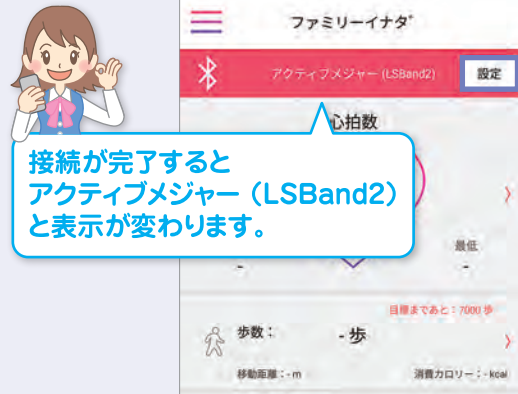 ファミリーイナダ
アクティブメジャー (LSBand2)
設定
心拍数
接続が完了すると
アクティブメジャー（LSBand2）
と表示が変わります。
最低
-
-
目標まであと：7000 歩
歩数：
- 歩
移動距離：- m
消費カロリー：- kcal